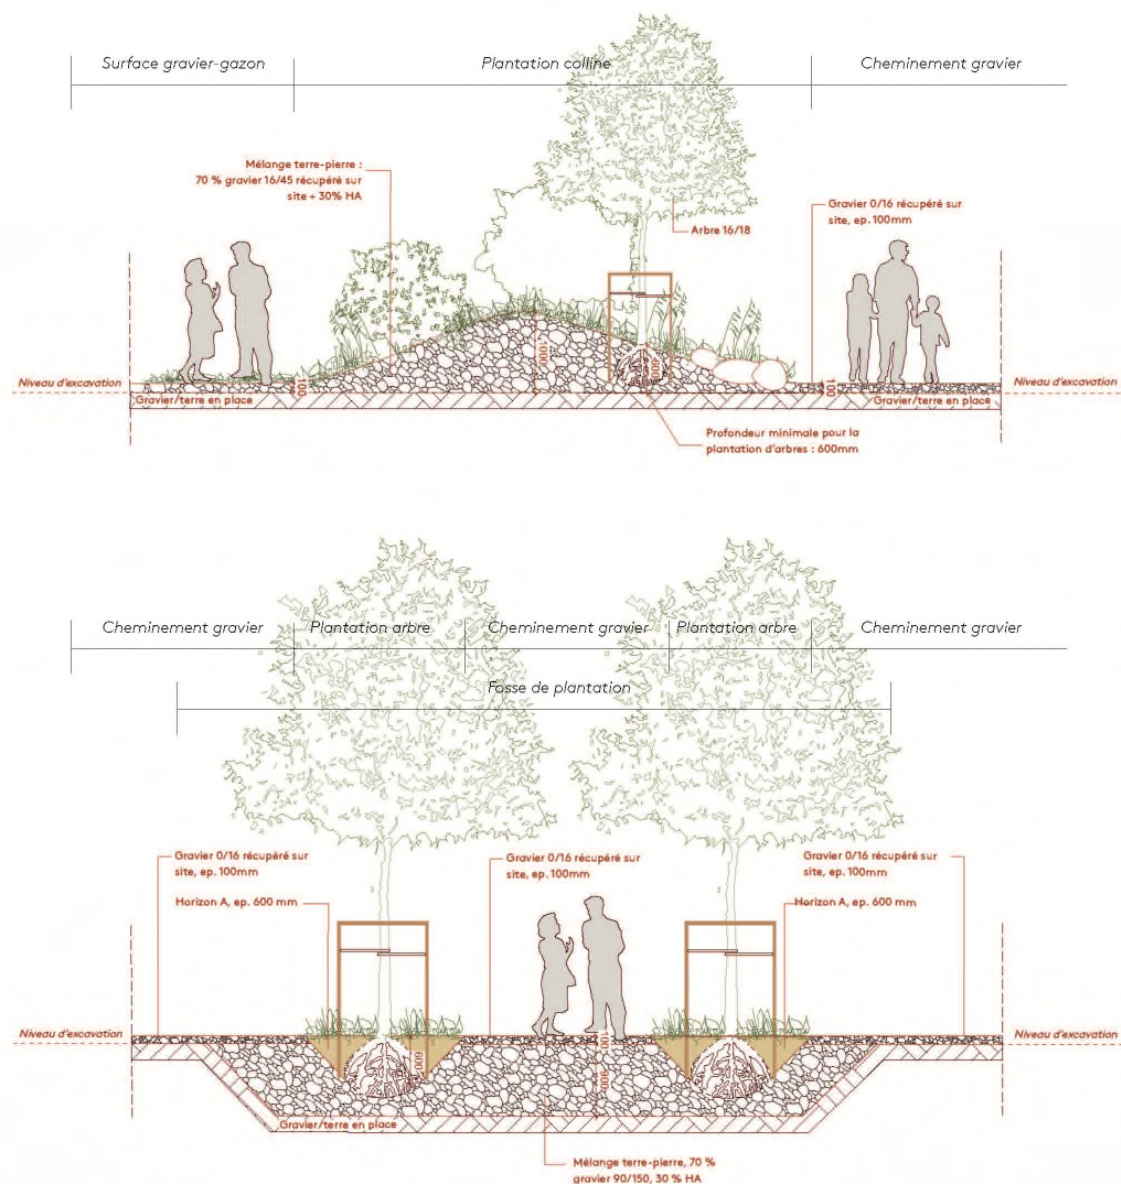 Surface gravier-gazon
Plantation colline
Cheminement gravier
Mélange terre-pierre :
70 % gravier 16/45 récupéré sur
site + 30% HA
Gravier 0/16 récupéré sur
site, ep. 100mm
Arbre 16/18
1000
600
Niveau d'excavation
100
100
Niveau d'excavation
Gravier/terre en place
Gravier/terre en place
Profondeur minimale pour la
plantation d'arbres : 600mm
Cheminement gravier
Plantation arbre
Cheminement gravier
Plantation arbre
Cheminement gravier
Fosse de plantation
Gravier 0/16 récupéré sur
site, ep. 100mm
Gravier 0/16 récupéré sur
site, ep. 100mm
Gravier 0/16 récupéré sur
site, ep. 100mm
Horizon A, ep. 600 mm
Horizon A, ep. 600 mm
Niveau d'excavation
100
Niveau d'excavation
600
900
Gravier/terre en place
Mélange terre-pierre, 70 %
gravier 90/150, 30 % HA